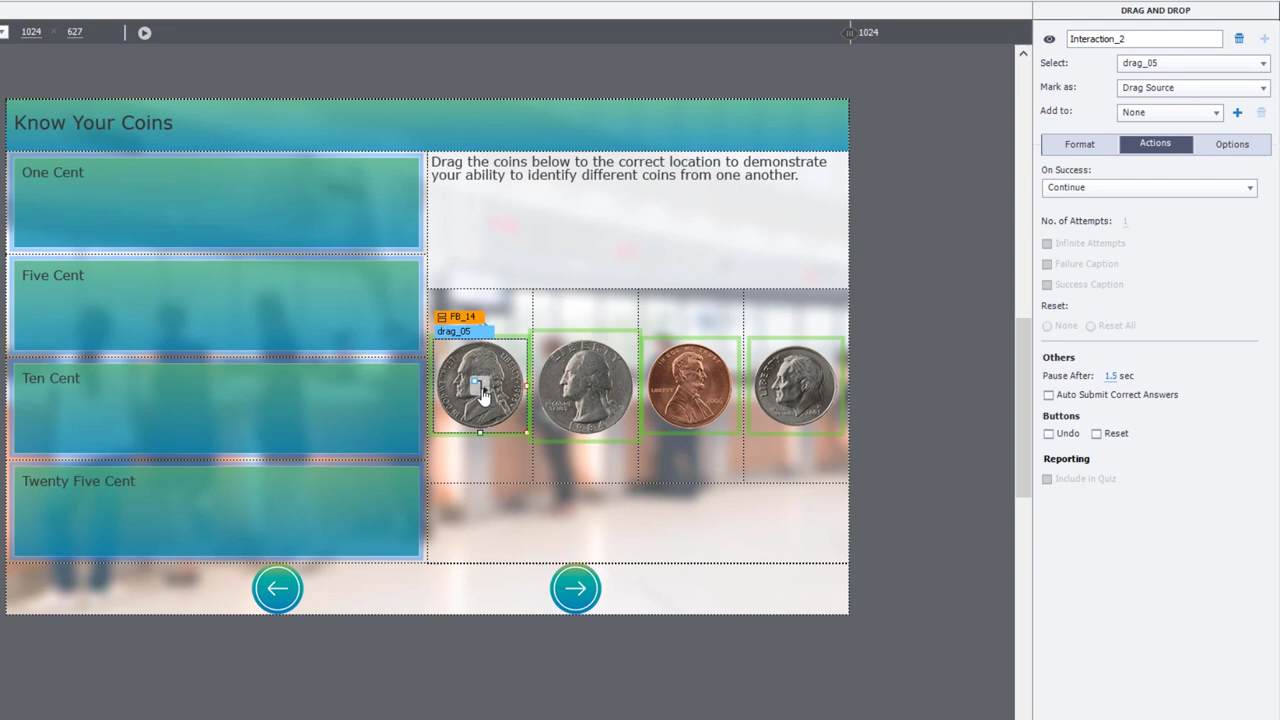 DRAG AND DROP
1024 × 627
1024
Interaction_2
Select: drag_05
Mark as: Drag Source
Add to: None
Format Actions Options
On Success:
Continue
No. of Attempts: 1
Infinite Attempts
Failure Caption
Success Caption
Reset:
None Reset All
Others
Pause After: 1.5 sec
Auto Submit Correct Answers
Buttons
Undo Reset
Reporting
Include in Quiz
Know Your Coins
One Cent
Five Cent
Ten Cent
Twenty Five Cent
Drag the coins below to the correct location to demonstrate
your ability to identify different coins from one another.
FB_14
drag_05
LIBERTY
LIBERTY
LIBERTY